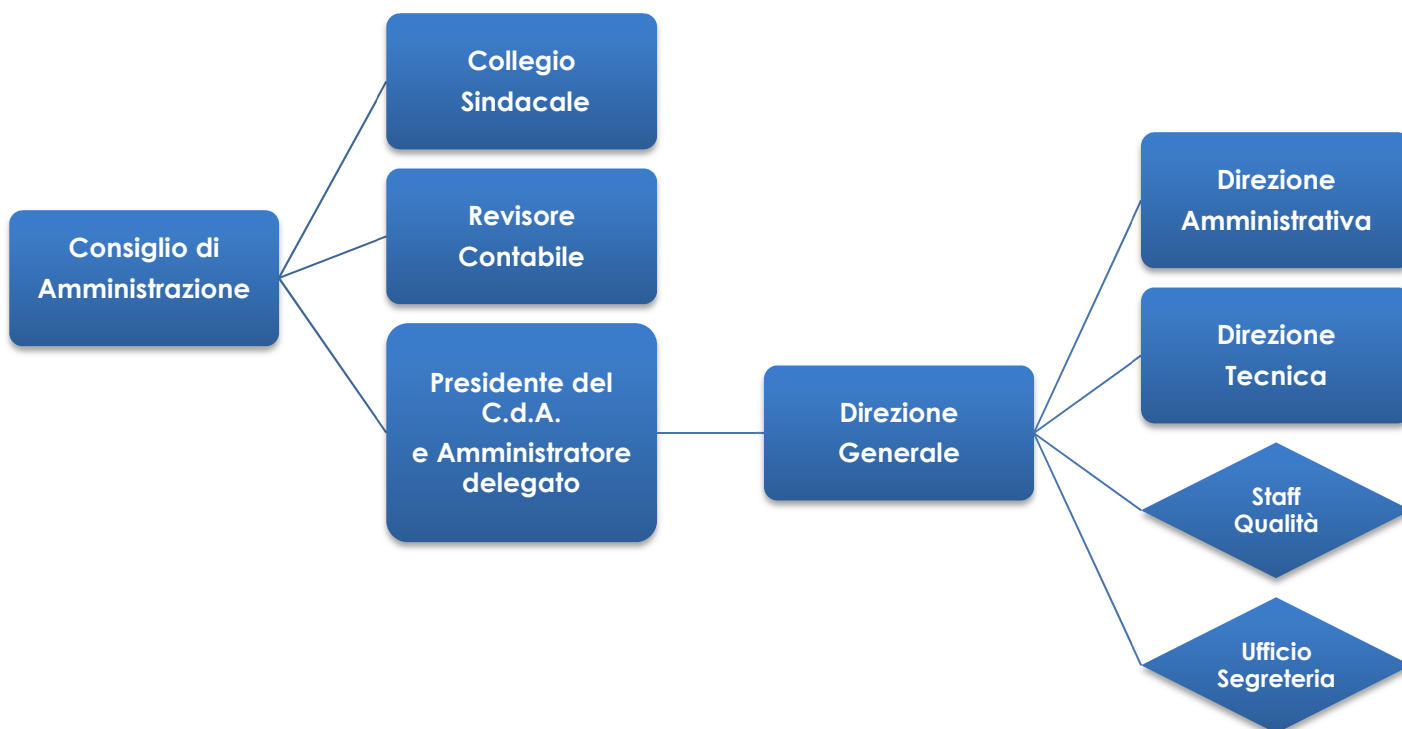 Consiglio di
Amministrazione
Collegio
Sindacale
Revisore
Contabile
Presidente del
C.d.A.
e Amministratore
delegato
Direzione
Generale
Direzione
Amministrativa
Direzione
Tecnica
Staff
Qualità
Ufficio
Segreteria